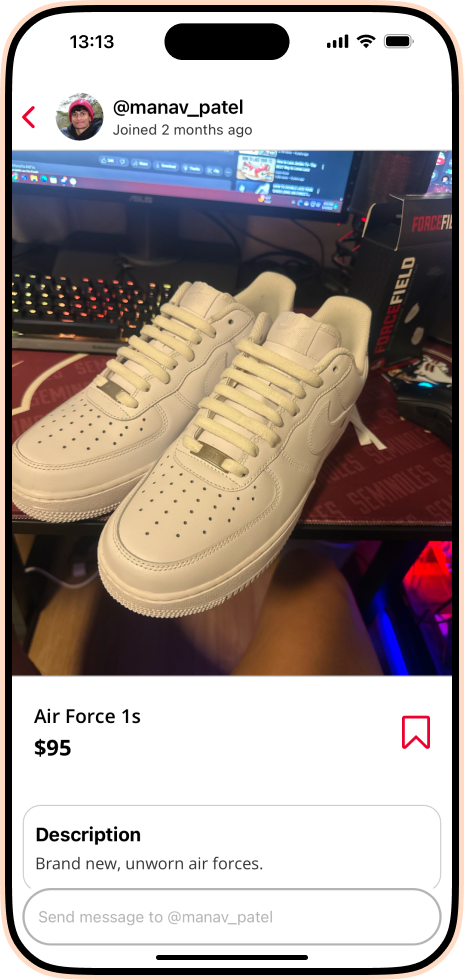 13:13
@manav_patel
Joined 2 months ago
FORCEFIELD
SEMINOLES
Air Force 1s
$95
Description
Brand new, unworn air forces.
Send message to @manav_patel